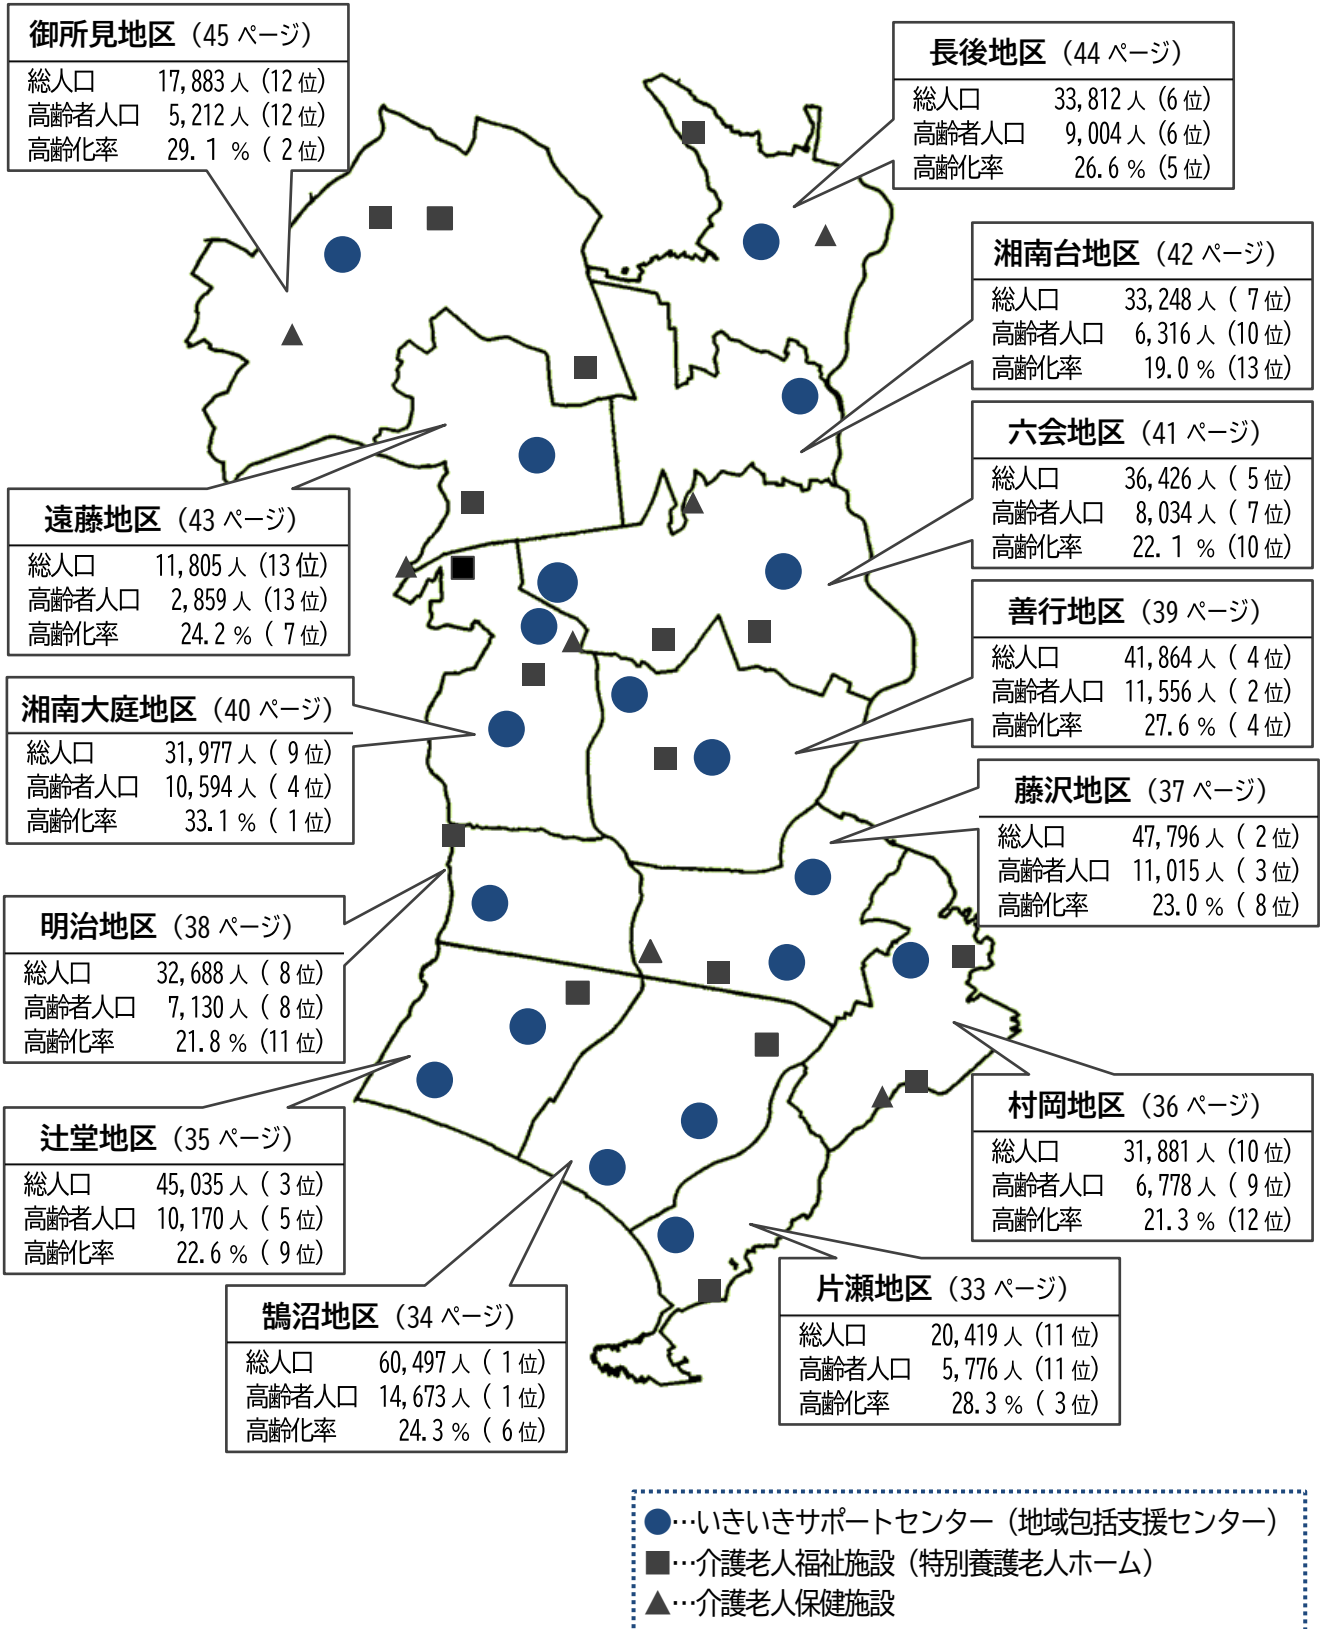 御所見地区（45 ページ）
総人口 17,883 人（12 位）
高齢者人口 5,212 人（12 位）
高齢化率 29.1 %（ 2 位）
長後地区（44 ページ）
総人口 33,812 人（6 位）
高齢者人口 9,004 人（6 位）
高齢化率 26.6 %（5 位）
湘南台地区（42 ページ）
総人口 33,248 人（ 7 位）
高齢者人口 6,316 人（10 位）
高齢化率 19.0 %（13 位）
六会地区（41 ページ）
総人口 36,426 人（ 5 位）
高齢者人口 8,034 人（ 7 位）
高齢化率 22.1 %（10 位）
遠藤地区（43 ページ）
総人口 11,805 人（13 位）
高齢者人口 2,859 人（13 位）
高齢化率 24.2 %（ 7 位）
善行地区（39 ページ）
総人口 41,864 人（ 4 位）
高齢者人口 11,556 人（ 2 位）
高齢化率 27.6 %（ 4 位）
湘南大庭地区（40 ページ）
総人口 31,977 人（ 9 位）
高齢者人口 10,594 人（ 4 位）
高齢化率 33.1 %（ 1 位）
藤沢地区（37 ページ）
総人口 47,796 人（ 2 位）
高齢者人口 11,015 人（ 3 位）
高齢化率 23.0 %（ 8 位）
明治地区（38 ページ）
総人口 32,688 人（ 8 位）
高齢者人口 7,130 人（ 8 位）
高齢化率 21.8 %（11 位）
村岡地区（36 ページ）
総人口 31,881 人（10 位）
高齢者人口 6,778 人（ 9 位）
高齢化率 21.3 %（12 位）
辻堂地区（35 ページ）
総人口 45,035 人（ 3 位）
高齢者人口 10,170 人（ 5 位）
高齢化率 22.6 %（ 9 位）
片瀬地区（33 ページ）
総人口 20,419 人（11 位）
高齢者人口 5,776 人（11 位）
高齢化率 28.3 %（ 3 位）
鵠沼地区（34 ページ）
総人口 60,497 人（ 1 位）
高齢者人口 14,673 人（ 1 位）
高齢化率 24.3 %（ 6 位）
●…いきいきサポートセンター（地域包括支援センター）
■…介護老人福祉施設（特別養護老人ホーム）
▲…介護老人保健施設